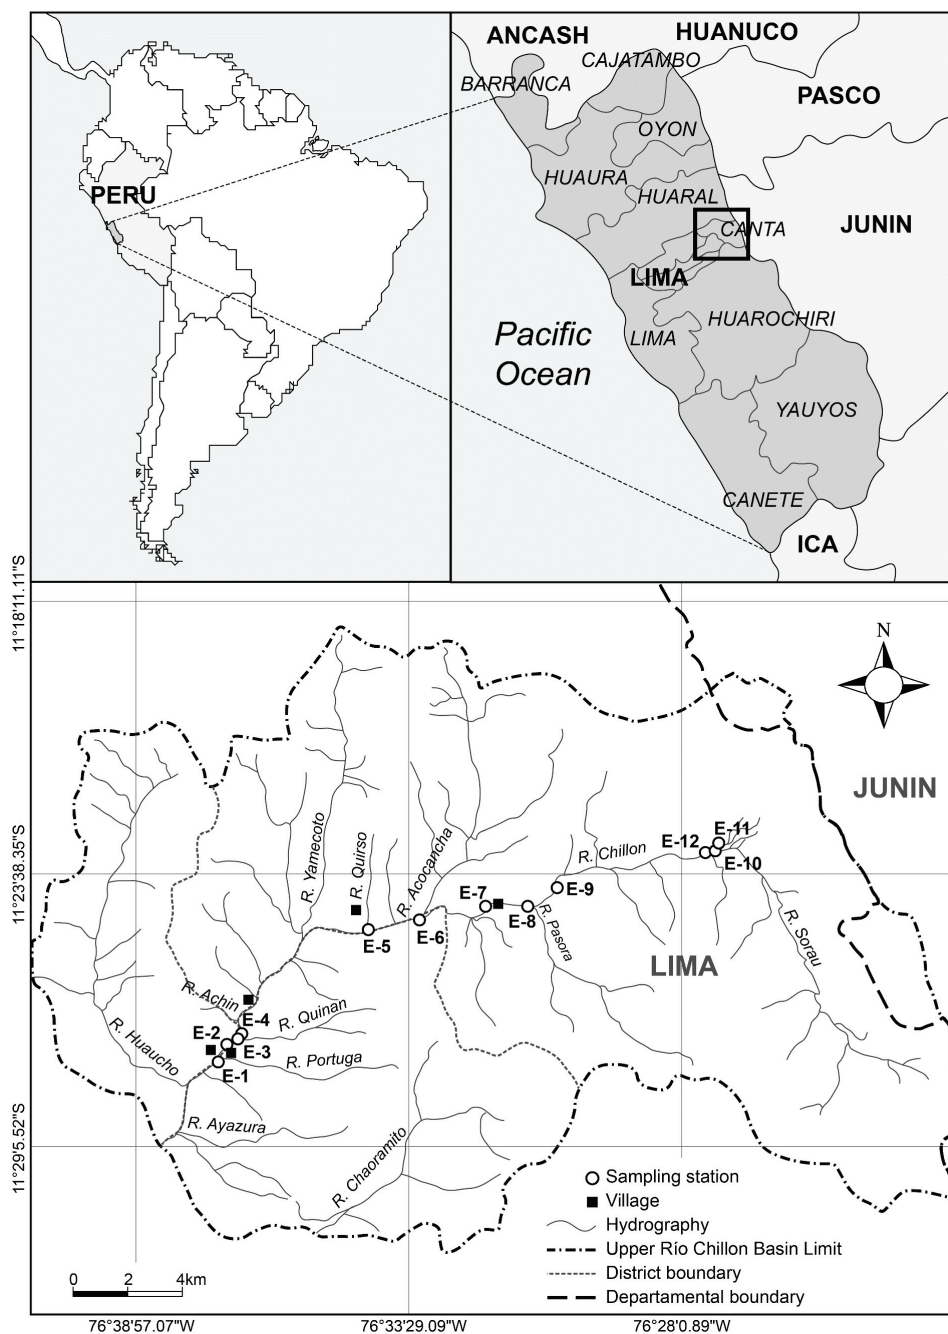 PERU
ANCASH
HUANUCO
CAJATAMBO
BARRANCA
PASCO
OYON
HUAURA
HUARAL
CANTA
JUNIN
LIMA
HUAROCHIRI
LIMA
Pacific
Ocean
YAUYOS
CANETE
ICA
11°18'11.11"S
N
JUNIN
R. Yamecoto
R. Quirso
R. Acocancha
R. Chillon
E-12
E-11
E-10
11°23'8.35"S
E-9
E-7
E-8
E-6
E-5
R. Pasora
R. Sorau
LIMA
R. Achin
E-4
R. Quinan
E-2
E-3
R. Huaucho
R. Portuga
E-1
R. Ayazura
R. Chaoramito
11°29'5.52"S
Sampling station
Village
Hydrography
Upper Río Chillon Basin Limit
District boundary
Departamental boundary
0 2 4km
76°38'57.07"W
76°33'29.09"W
76°28'0.89"W